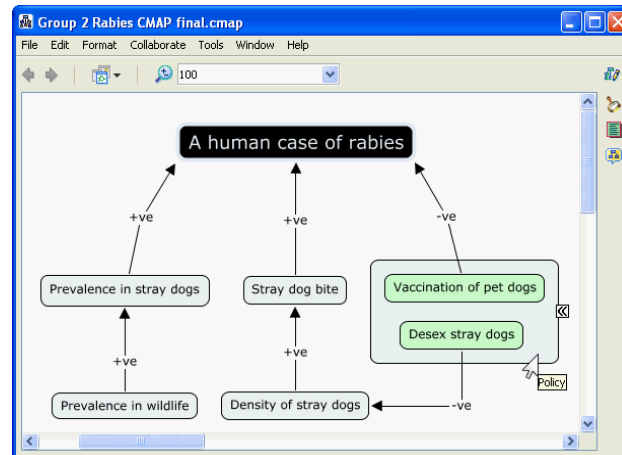 Group 2 Rabies CMAP final.cmap
File Edit Format Collaborate Tools Window Help
100
A human case of rabies
+ve +ve -ve
Prevalence in stray dogs Stray dog bite Vaccination of pet dogs
Desex stray dogs
+ve +ve
Policy
Prevalence in wildlife Density of stray dogs -ve